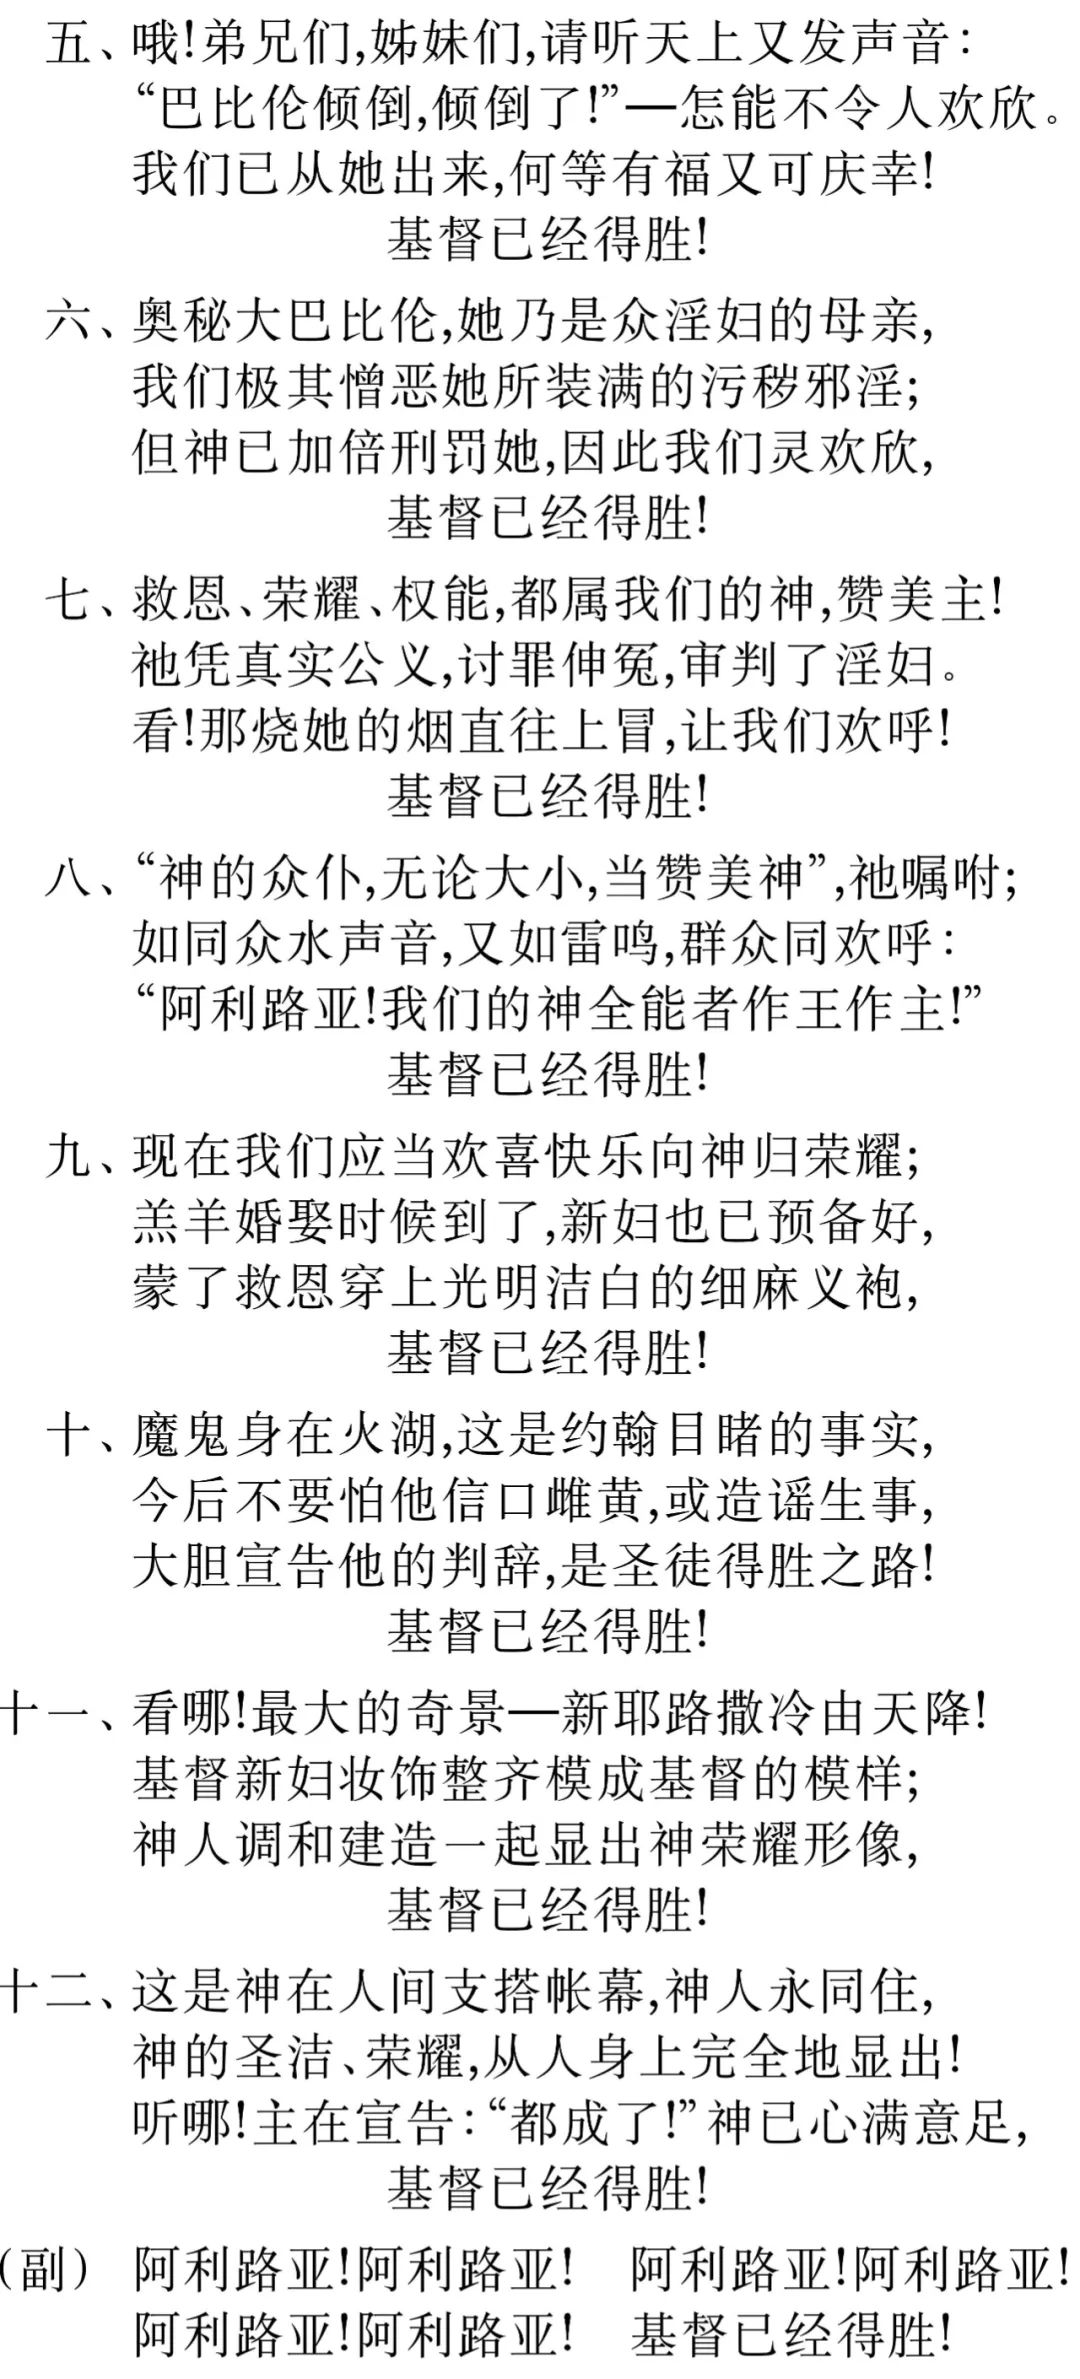 五、哦!弟兄们,姊妹们,请听天上又发声音:
“巴比伦倾倒,倾倒了!”—怎能不令人欢欣。
我们已从她出来,何等有福又可庆幸!
基督已经得胜!
六、奥秘大巴比伦,她乃是众淫妇的母亲,
我们极其憎恶她所装满的污秽邪淫;
但神已加倍刑罚她,因此我们灵欢欣,
基督已经得胜!
七、救恩、荣耀、权能,都属我们的神,赞美主!
祂凭真实公义,讨罪伸冤,审判了淫妇。
看!那烧她的烟直往上冒,让我们欢呼!
基督已经得胜!
八、“神的众仆,无论大小,当赞美神”,祂嘱咐;
如同众水声音,又如雷鸣,群众同欢呼:
“阿利路亚!我们的神全能者作王作主!”
基督已经得胜!
九、现在我们应当欢喜快乐向神归荣耀;
羔羊婚娶时候到了,新妇也已预备好,
蒙了救恩穿上光明洁白的细麻义袍,
基督已经得胜!
十、魔鬼身在火湖,这是约翰目睹的事实,
今后不要怕他信口雌黄,或造谣生事,
大胆宣告他的判辞,是圣徒得胜之路!
基督已经得胜!
十一、看哪!最大的奇景—新耶路撒冷由天降!
基督新妇妆饰整齐模成基督的模样;
神人调和建造一起显出神荣耀形像,
基督已经得胜!
十二、这是神在人间支搭帐幕,神人永同住,
神的圣洁、荣耀,从人身上完全地显出!
听哪!主在宣告:“都成了!”神已心满意足,
基督已经得胜!
(副) 阿利路亚!阿利路亚! 阿利路亚!阿利路亚!
阿利路亚!阿利路亚! 基督已经得胜!